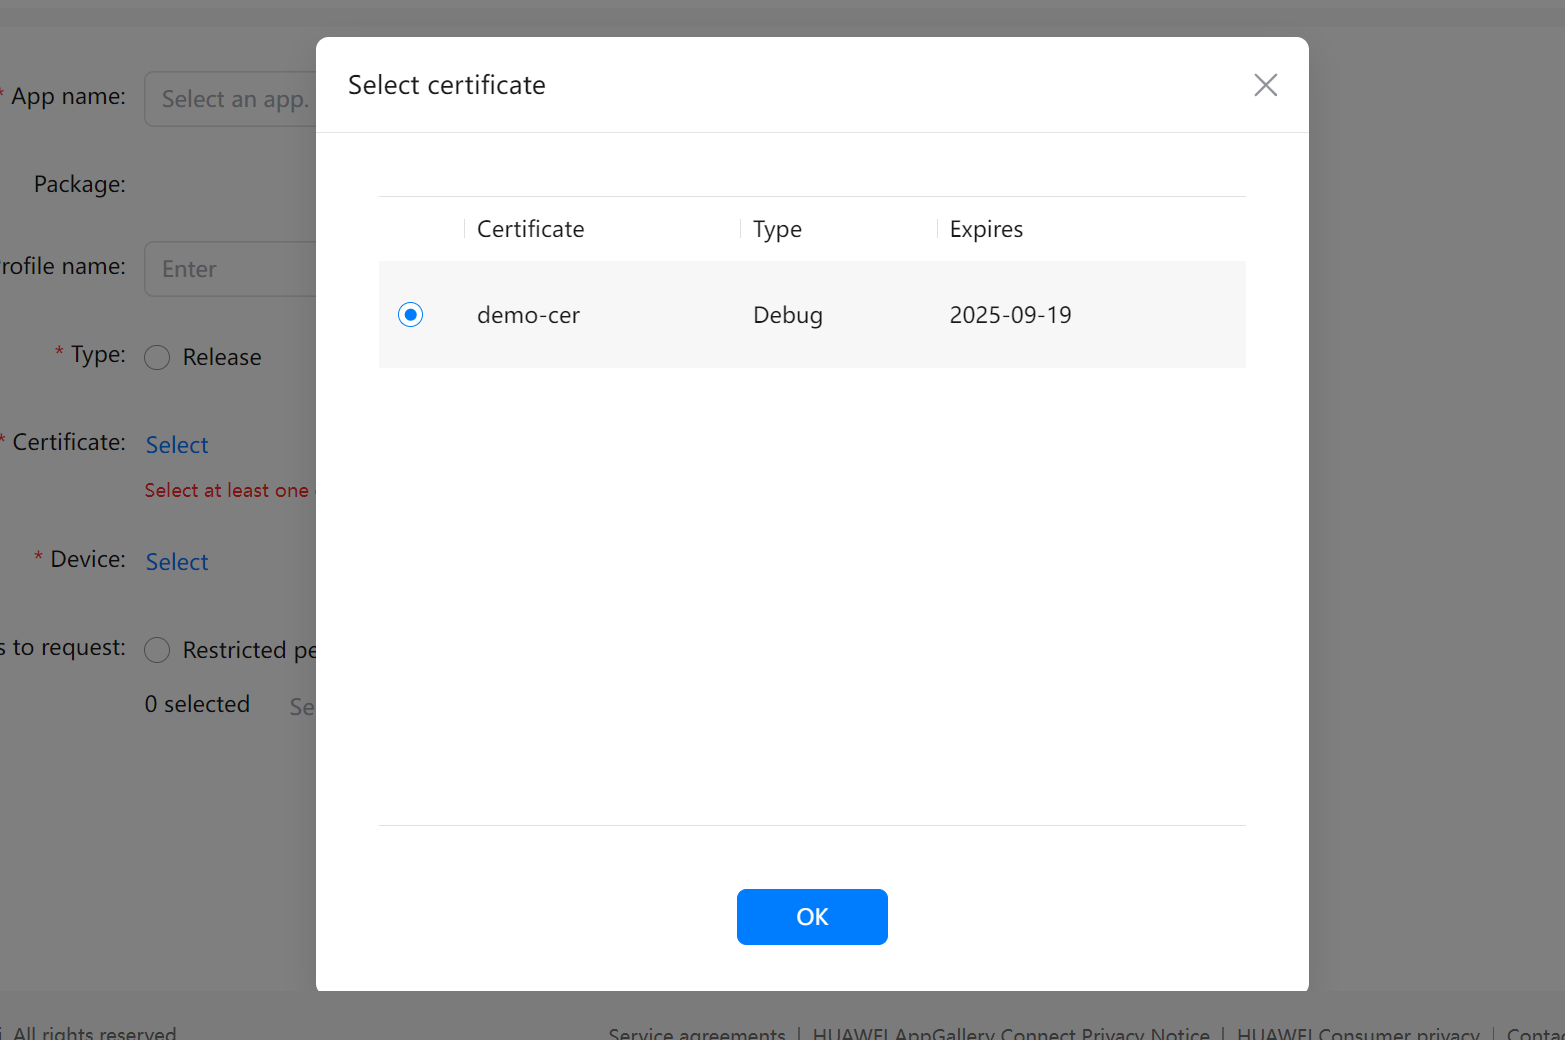 Select certificate
* App name:
Select an app.
Package:
Certificate
Type
Expires
rofile name:
Enter
demo-cer
Debug
2025-09-19
* Type:
Release
* Certificate:
Select
Select at least one
* Device:
Select
s to request:
Restricted pe
0 selected
Se
OK
i. All rights reserved
Service agreements | HUAWEI AppGallery Connect Privacy Notice | HUAWEI Consumer privacy | Conta